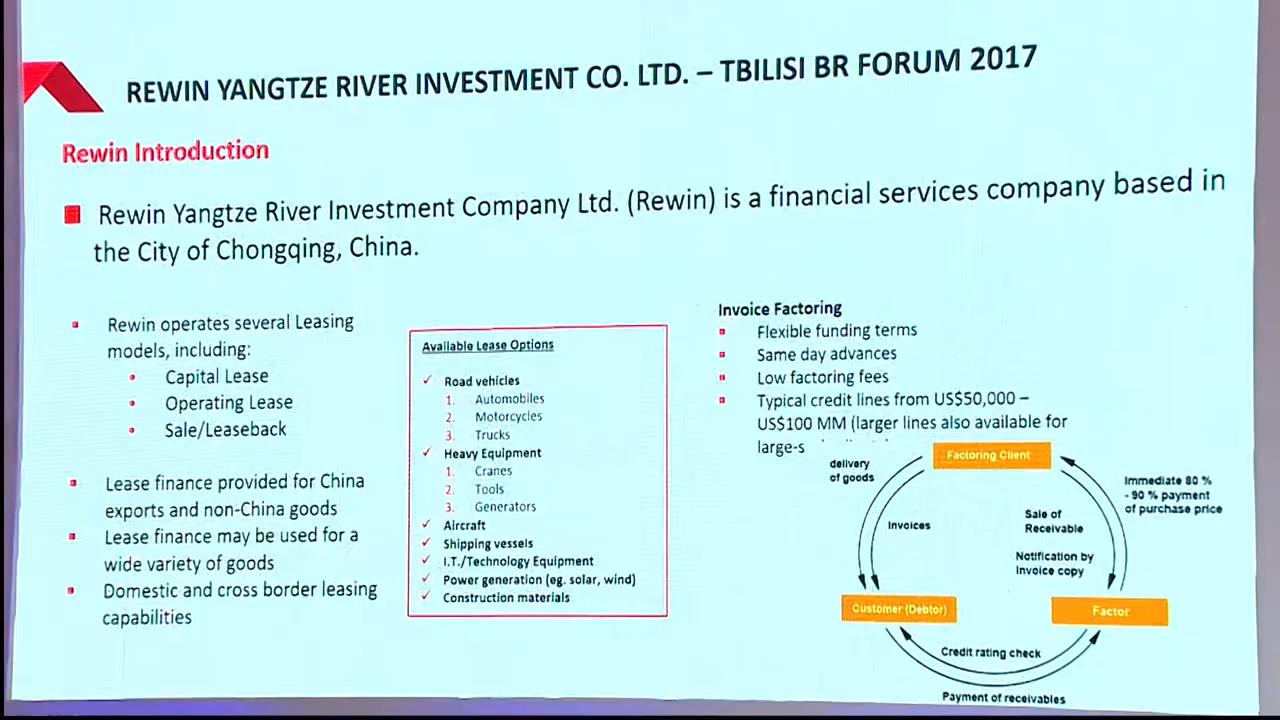 REWIN YANGTZE RIVER INVESTMENT CO. LTD. – TBILISI BR FORUM 2017
Rewin Introduction
Rewin Yangtze River Investment Company Ltd. (Rewin) is a financial services company based in
the City of Chongqing, China.
Rewin operates several Leasing
models, including:
Capital Lease
Operating Lease
Sale/Leaseback
Lease finance provided for China
exports and non-China goods
Lease finance may be used for a
wide variety of goods
Domestic and cross border leasing
capabilities
Available Lease Options
Road vehicles
1. Automobiles
2. Motorcycles
3. Trucks
Heavy Equipment
1. Cranes
2. Tools
3. Generators
Aircraft
Shipping vessels
I.T./Technology Equipment
Power generation (eg. solar, wind)
Construction materials
Invoice Factoring
Flexible funding terms
Same day advances
Low factoring fees
Typical credit lines from US$50,000 –
US$100 MM (larger lines also available for
large-s
Factoring Client
delivery
of goods
Invoices
Sale of
Receivable
Notification by
Invoice copy
Immediate 80 %
- 90 % payment
of purchase price
Customer (Debtor)
Factor
Credit rating check
Payment of receivables